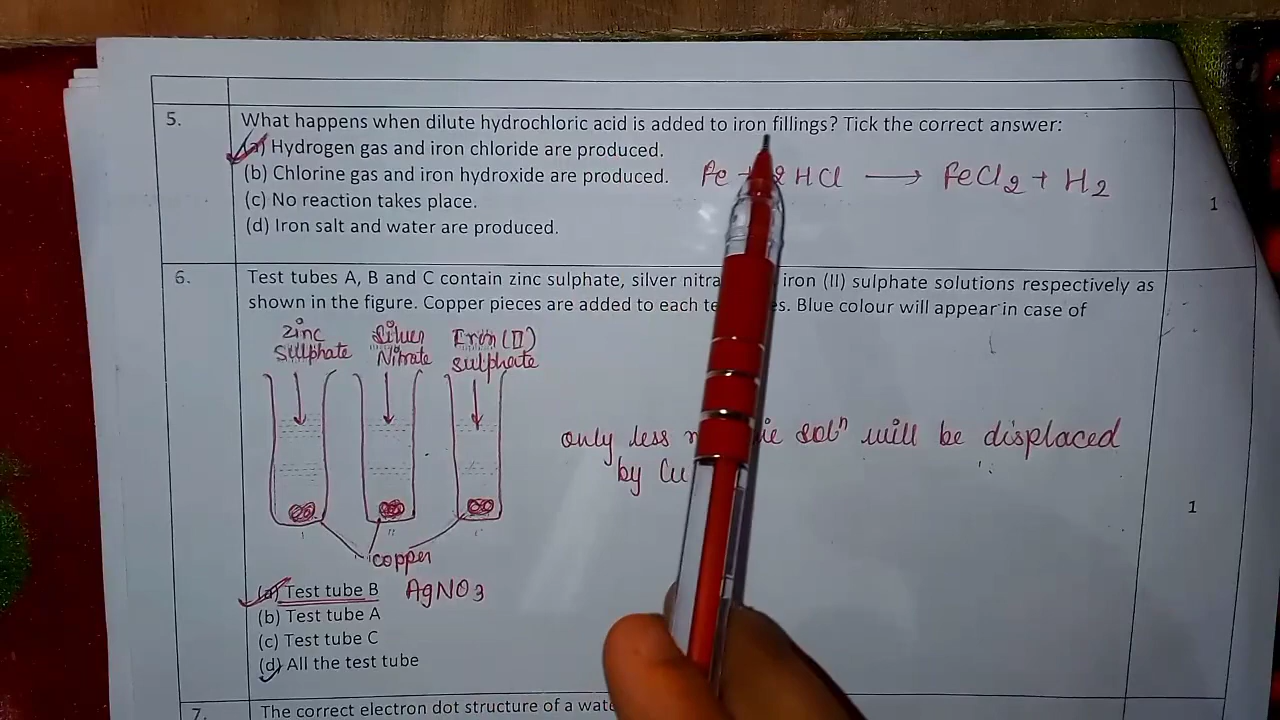 5.
What happens when dilute hydrochloric acid is added to iron fillings? Tick the correct answer:
(a) Hydrogen gas and iron chloride are produced.
(b) Chlorine gas and iron hydroxide are produced.
Fe + 2HCl ⟶ FeCl₂ + H₂
(c) No reaction takes place.
1
(d) Iron salt and water are produced.
6.
Test tubes A, B and C contain zinc sulphate, silver iron (II) sulphate solutions respectively as
shown in the figure. Copper pieces are added to each Blue colour will appear in case of
Zinc Sulphate
Silver Nitrate
Iron (II) sulphate
only less solⁿ will be displaced
by Cu
1
copper
(a) Test tube B AgNO₃
(b) Test tube A
(c) Test tube C
(d) All the test tube
7.
The correct electron dot structure of a